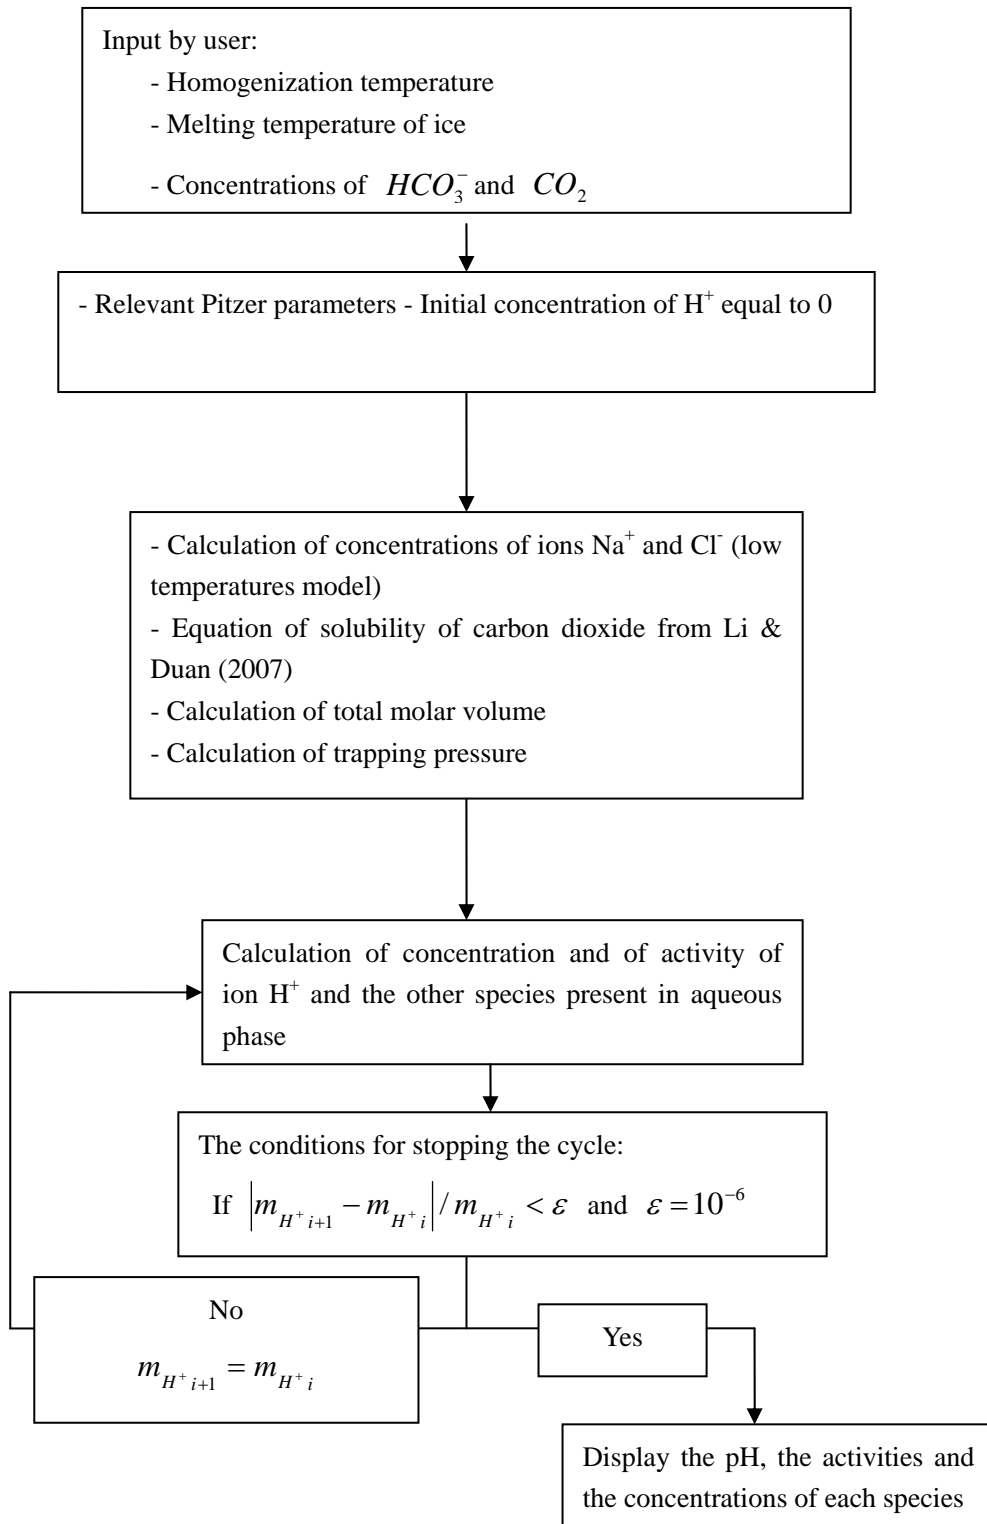 Input by user:
- Homogenization temperature
- Melting temperature of ice
- Concentrations of HCO₃⁻ and CO₂
- Relevant Pitzer parameters - Initial concentration of H⁺ equal to 0
- Calculation of concentrations of ions Na⁺ and Cl⁻ (low
temperatures model)
- Equation of solubility of carbon dioxide from Li &
Duan (2007)
- Calculation of total molar volume
- Calculation of trapping pressure
Calculation of concentration and of activity of
ion H⁺ and the other species present in aqueous
phase
The conditions for stopping the cycle:
If |m_{H⁺ i+1} − m_{H⁺ i}| / m_{H⁺ i} < ε and ε = 10⁻⁶
No
m_{H⁺ i+1} = m_{H⁺ i}
Yes
Display the pH, the activities and
the concentrations of each species